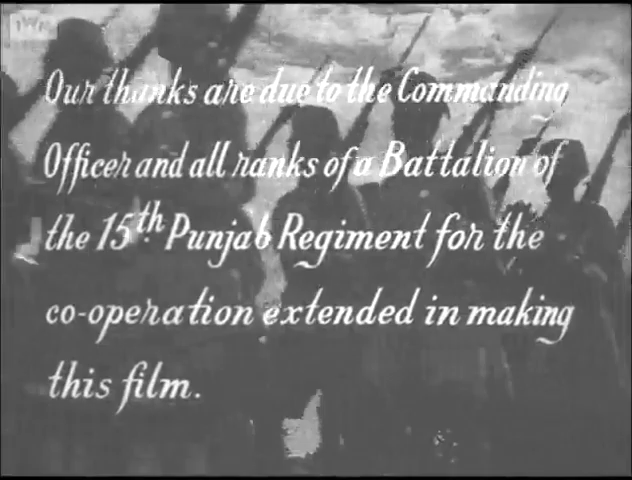 IWM
Our thanks are due to the Commanding
Officer and all ranks of a Battalion of
the 15th Punjab Regiment for the
co-operation extended in making
this film.